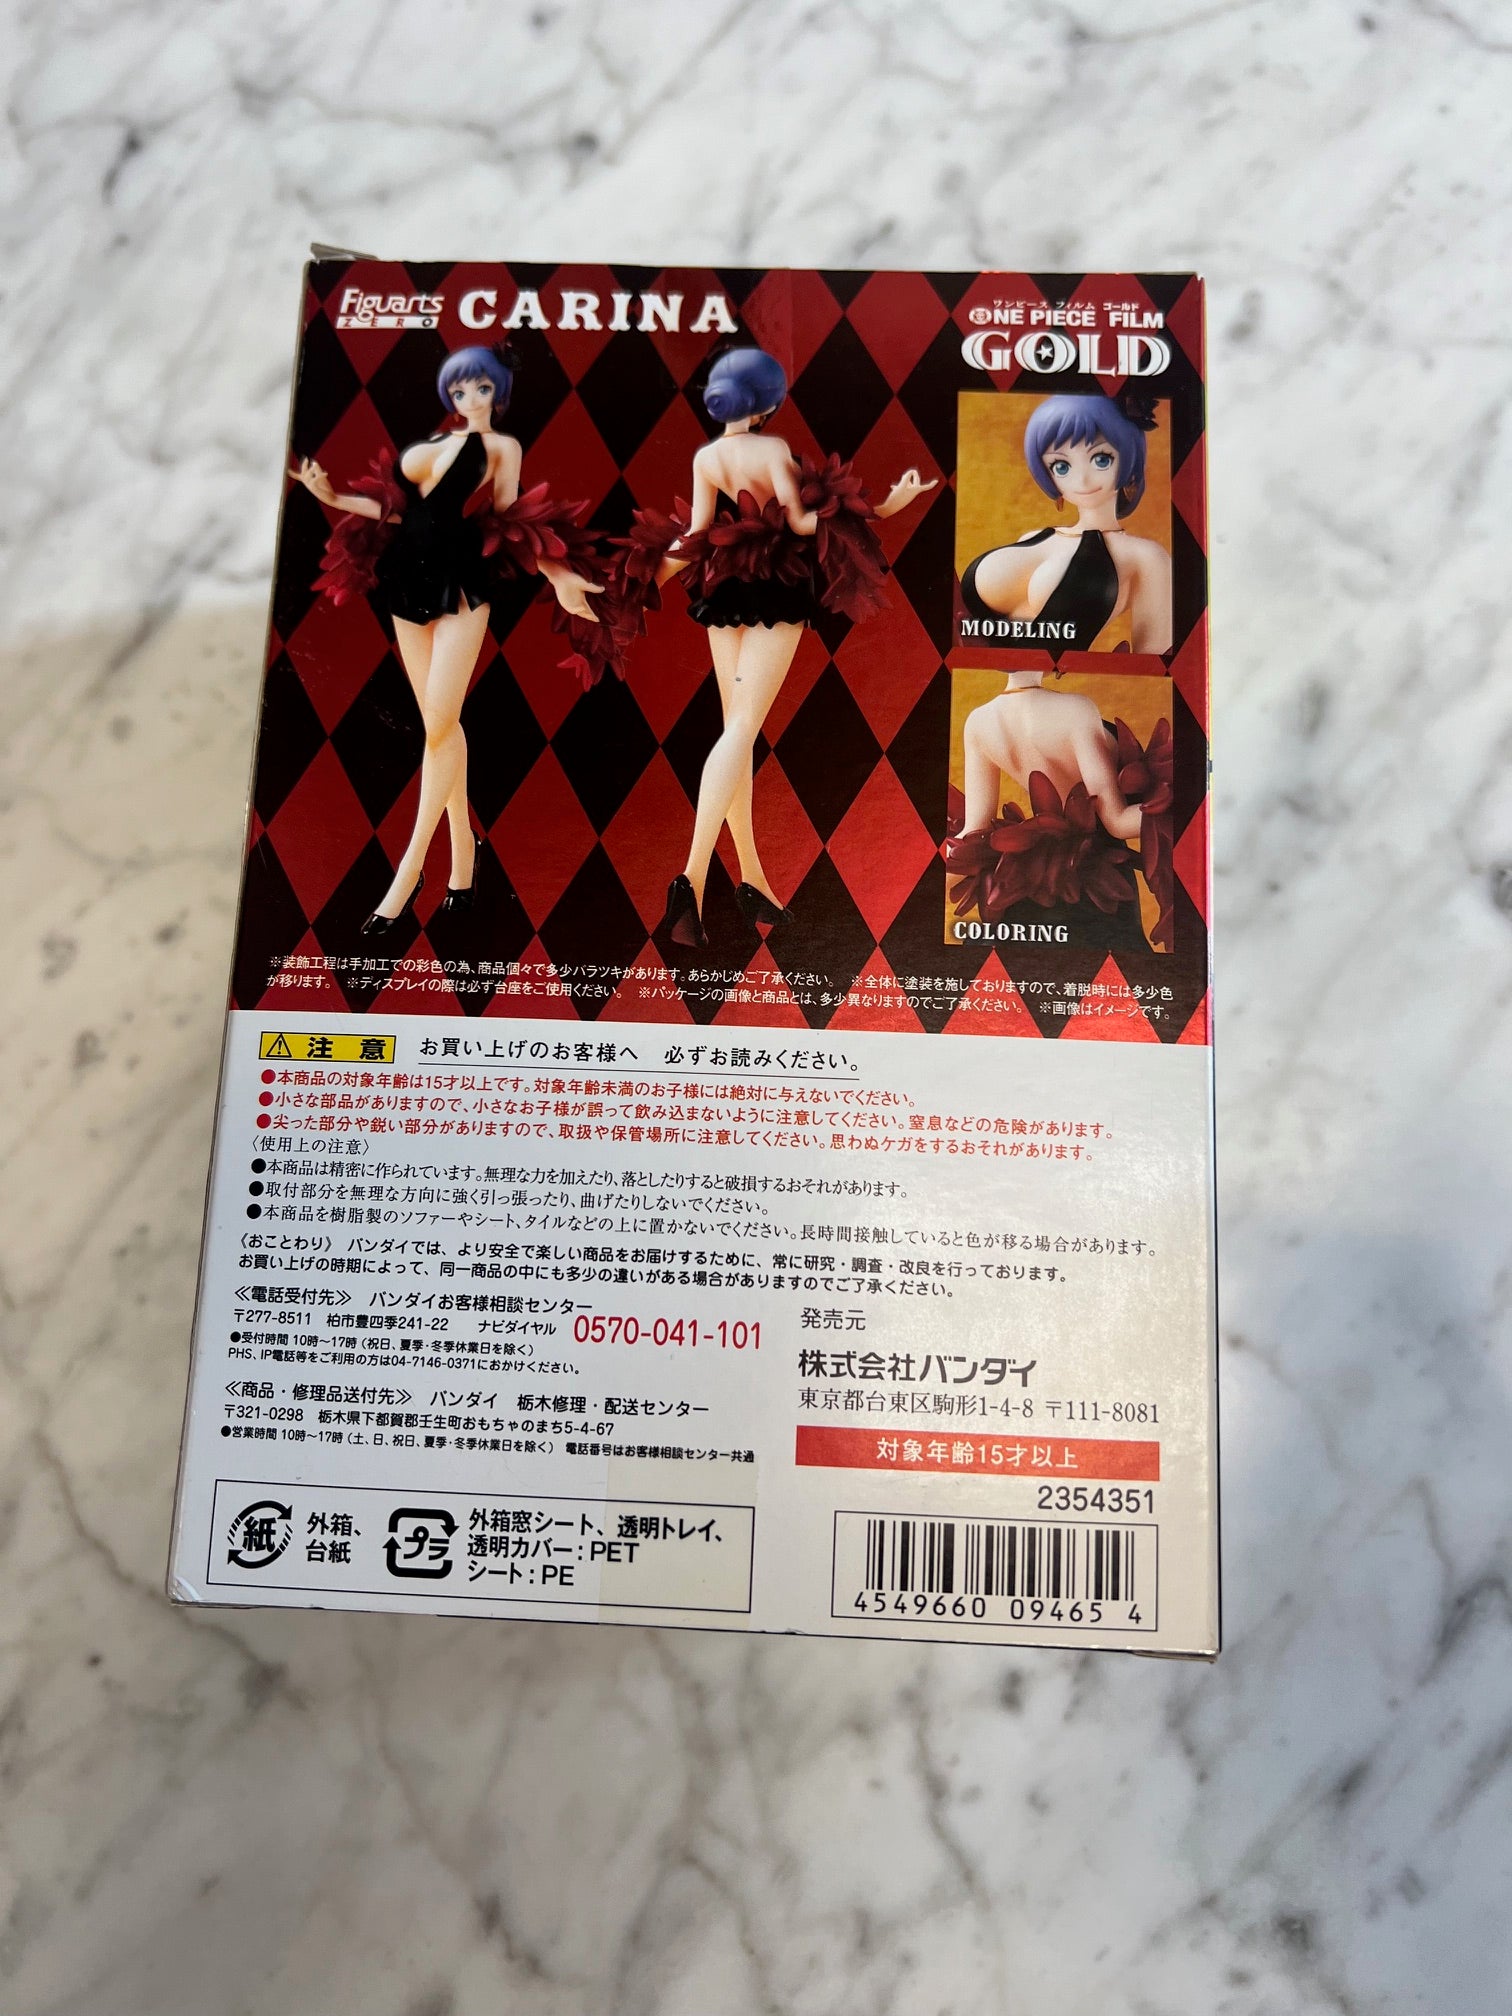 Figuarts ZERO CARINA
ワンピース フィルム ゴールド
ONE PIECE FILM
GOLD
MODELING
COLORING
※装飾工程は手加工での彩色の為、商品個々で多少バラツキがあります。あらかじめご了承ください。 ※全体に塗装を施しておりますので、着脱時には多少色
が移ります。 ※ディスプレイの際は必ず台座をご使用ください。 ※パッケージの画像と商品とは、多少異なりますのでご了承ください。 ※画像はイメージです。
注意 お買い上げのお客様へ 必ずお読みください。
●本商品の対象年齢は15才以上です。対象年齢未満のお子様には絶対に与えないでください。
●小さな部品がありますので、小さなお子様が誤って飲み込まないように注意してください。窒息などの危険があります。
●尖った部分や鋭い部分がありますので、取扱や保管場所に注意してください。思わぬケガをするおそれがあります。
〈使用上の注意〉
●本商品は精密に作られています。無理な力を加えたり、落としたりすると破損するおそれがあります。
●取付部分を無理な方向に強く引っ張ったり、曲げたりしないでください。
●本商品を樹脂製のソファーやシート、タイルなどの上に置かないでください。長時間接触していると色が移る場合があります。
《おことわり》 バンダイでは、より安全で楽しい商品をお届けするために、常に研究・調査・改良を行っております。
お買い上げの時期によって、同一商品の中にも多少の違いがある場合がありますのでご了承ください。
≪電話受付先≫ バンダイお客様相談センター
〒277-8511 柏市豊四季241-22 ナビダイヤル 0570-041-101
●受付時間 10時〜17時（祝日、夏季・冬季休業日を除く）
PHS、IP電話等をご利用の方は04-7146-0371におかけください。
≪商品・修理品送付先≫ バンダイ 栃木修理・配送センター
〒321-0298 栃木県下都賀郡壬生町おもちゃのまち5-4-67
●営業時間 10時〜17時（土、日、祝日、夏季・冬季休業日を除く） 電話番号はお客様相談センター共通
発売元
株式会社バンダイ
東京都台東区駒形1-4-8 〒111-8081
対象年齢15才以上
2354351
紙 外箱、
台紙
プラ 外箱窓シート、透明トレイ、
透明カバー：PET
シート：PE
4549660 094654